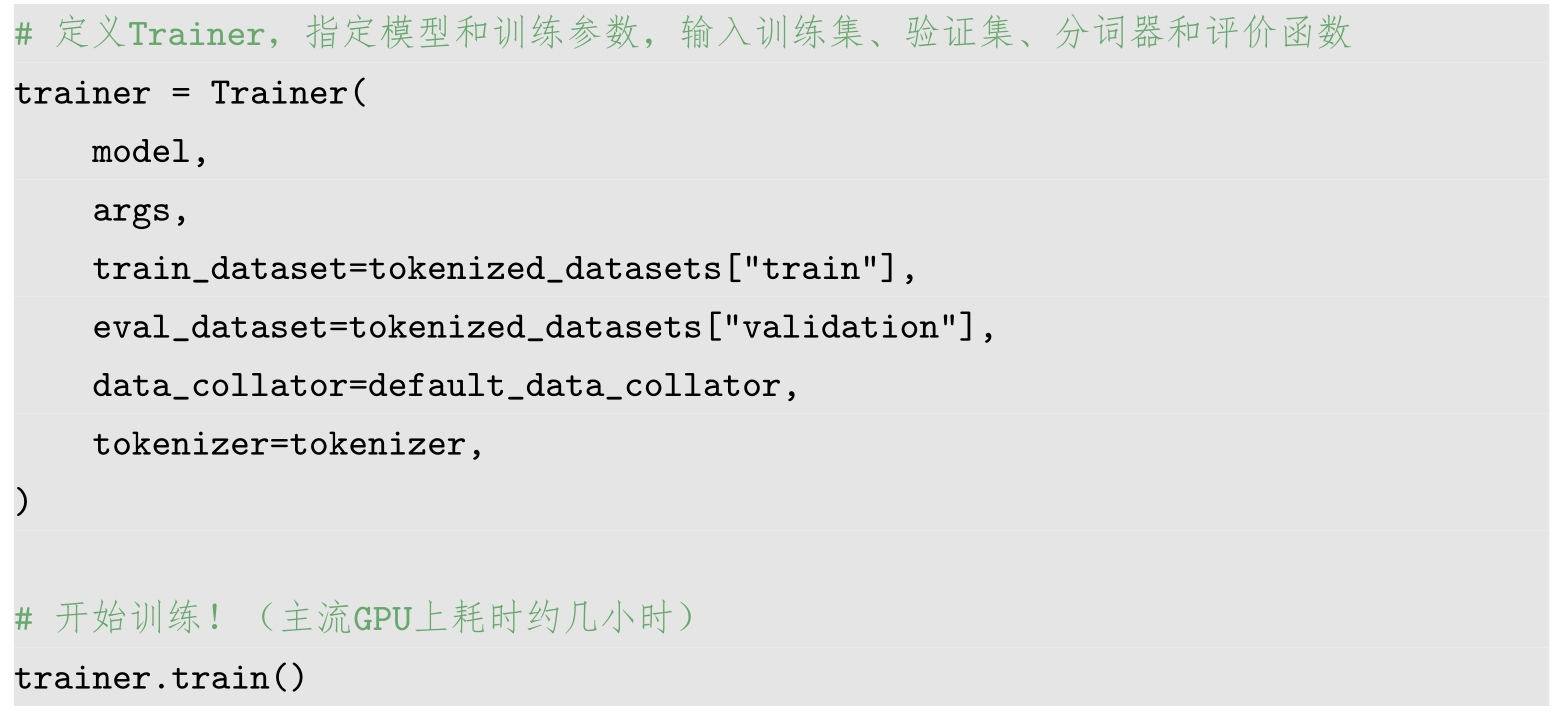 # 定义Trainer，指定模型和训练参数，输入训练集、验证集、分词器和评价函数
trainer = Trainer(
    model,
    args,
    train_dataset=tokenized_datasets["train"],
    eval_dataset=tokenized_datasets["validation"],
    data_collator=default_data_collator,
    tokenizer=tokenizer,
)
# 开始训练！（主流GPU上耗时约几小时）
trainer.train()